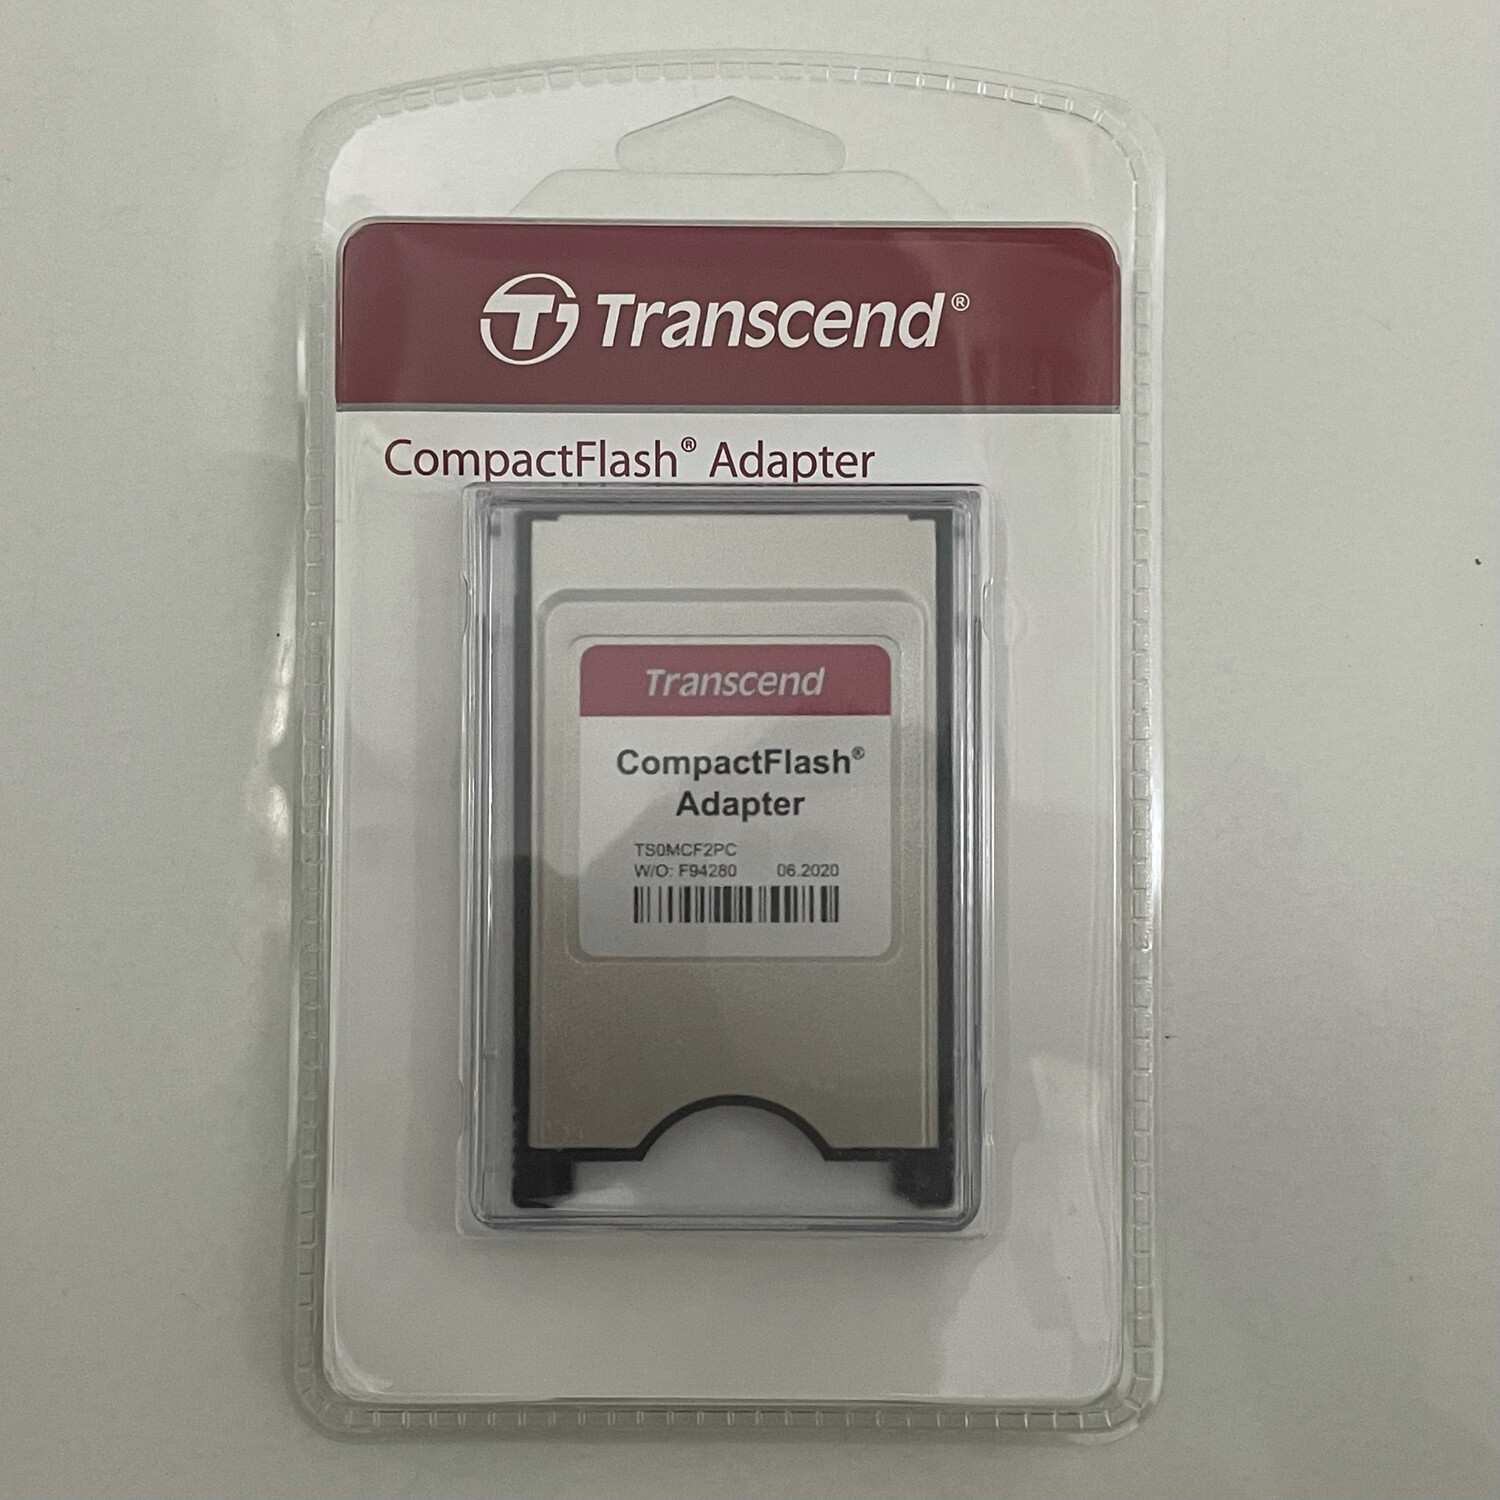 Transcend®
CompactFlash® Adapter
Transcend
CompactFlash®
Adapter
TS0MCF2PC
W/O: F94280 06.2020